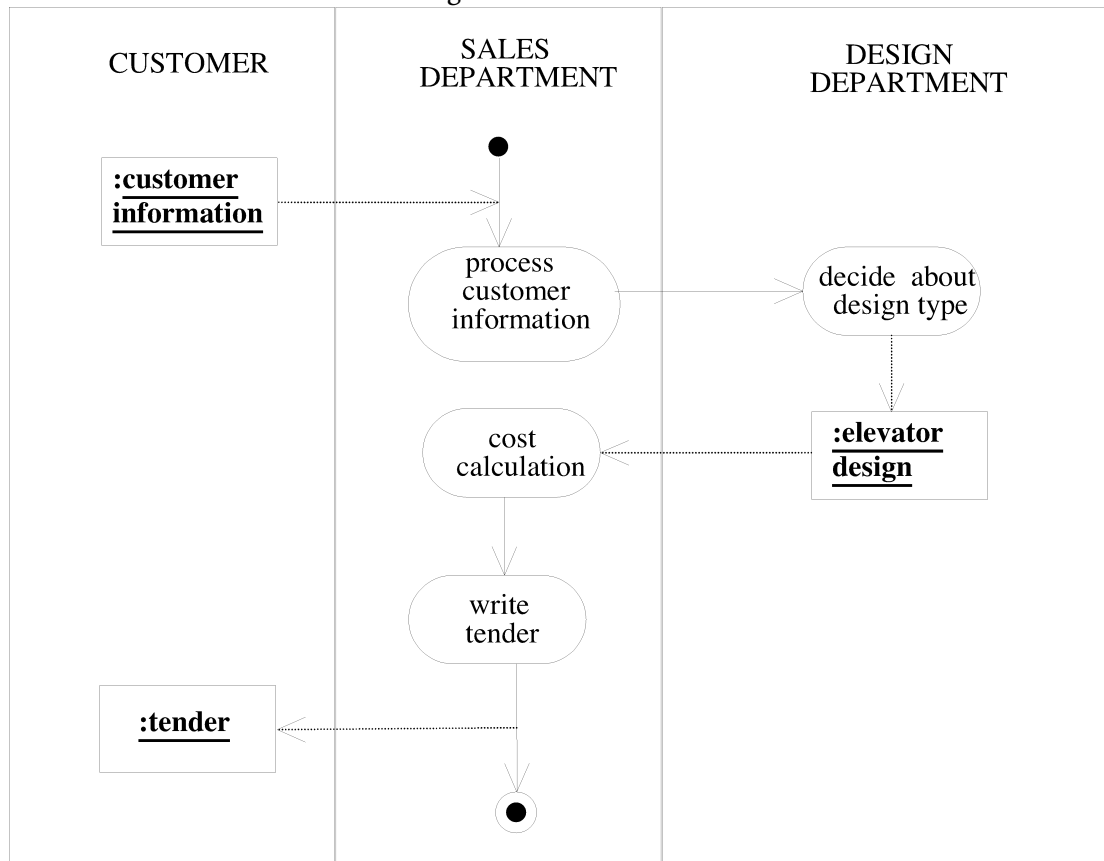 CUSTOMER
SALES
DEPARTMENT
DESIGN
DEPARTMENT
:customer
information
process
customer
information
decide about
design type
:elevator
design
cost
calculation
write
tender
:tender